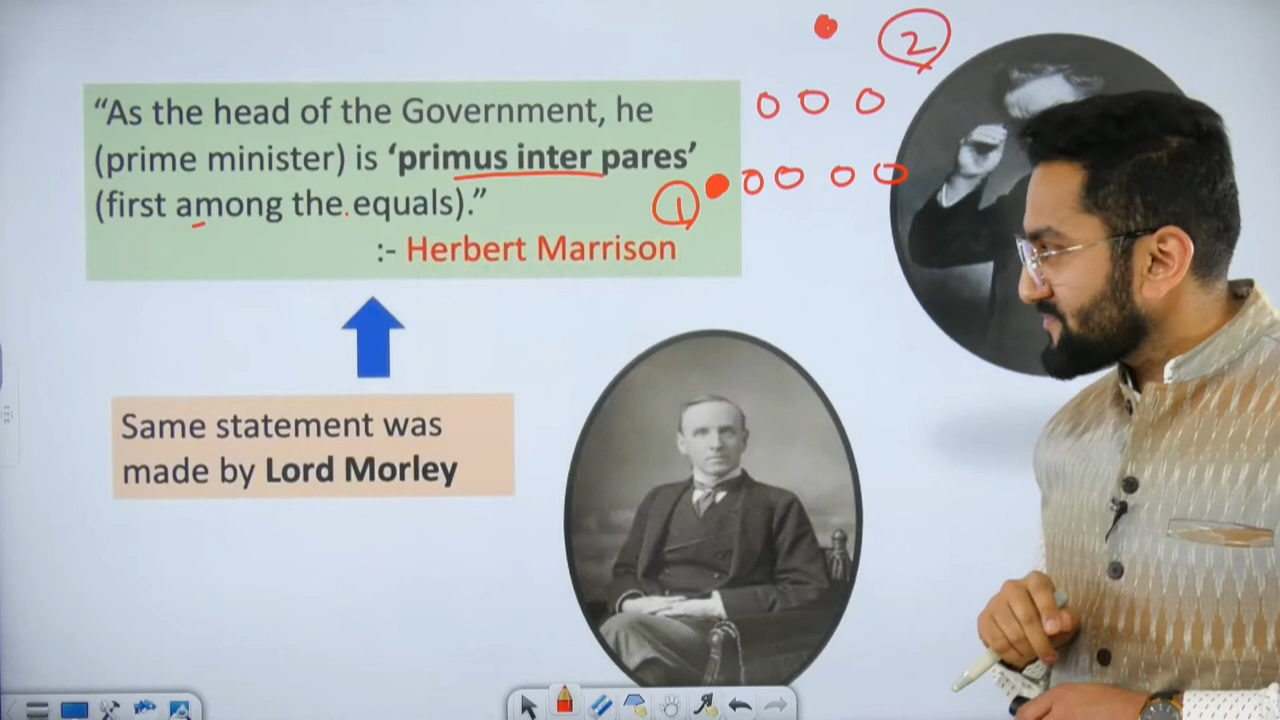 “As the head of the Government, he
(prime minister) is ‘primus inter pares’
(first among the equals).”
:- Herbert Marrison
Same statement was
made by Lord Morley
2
1